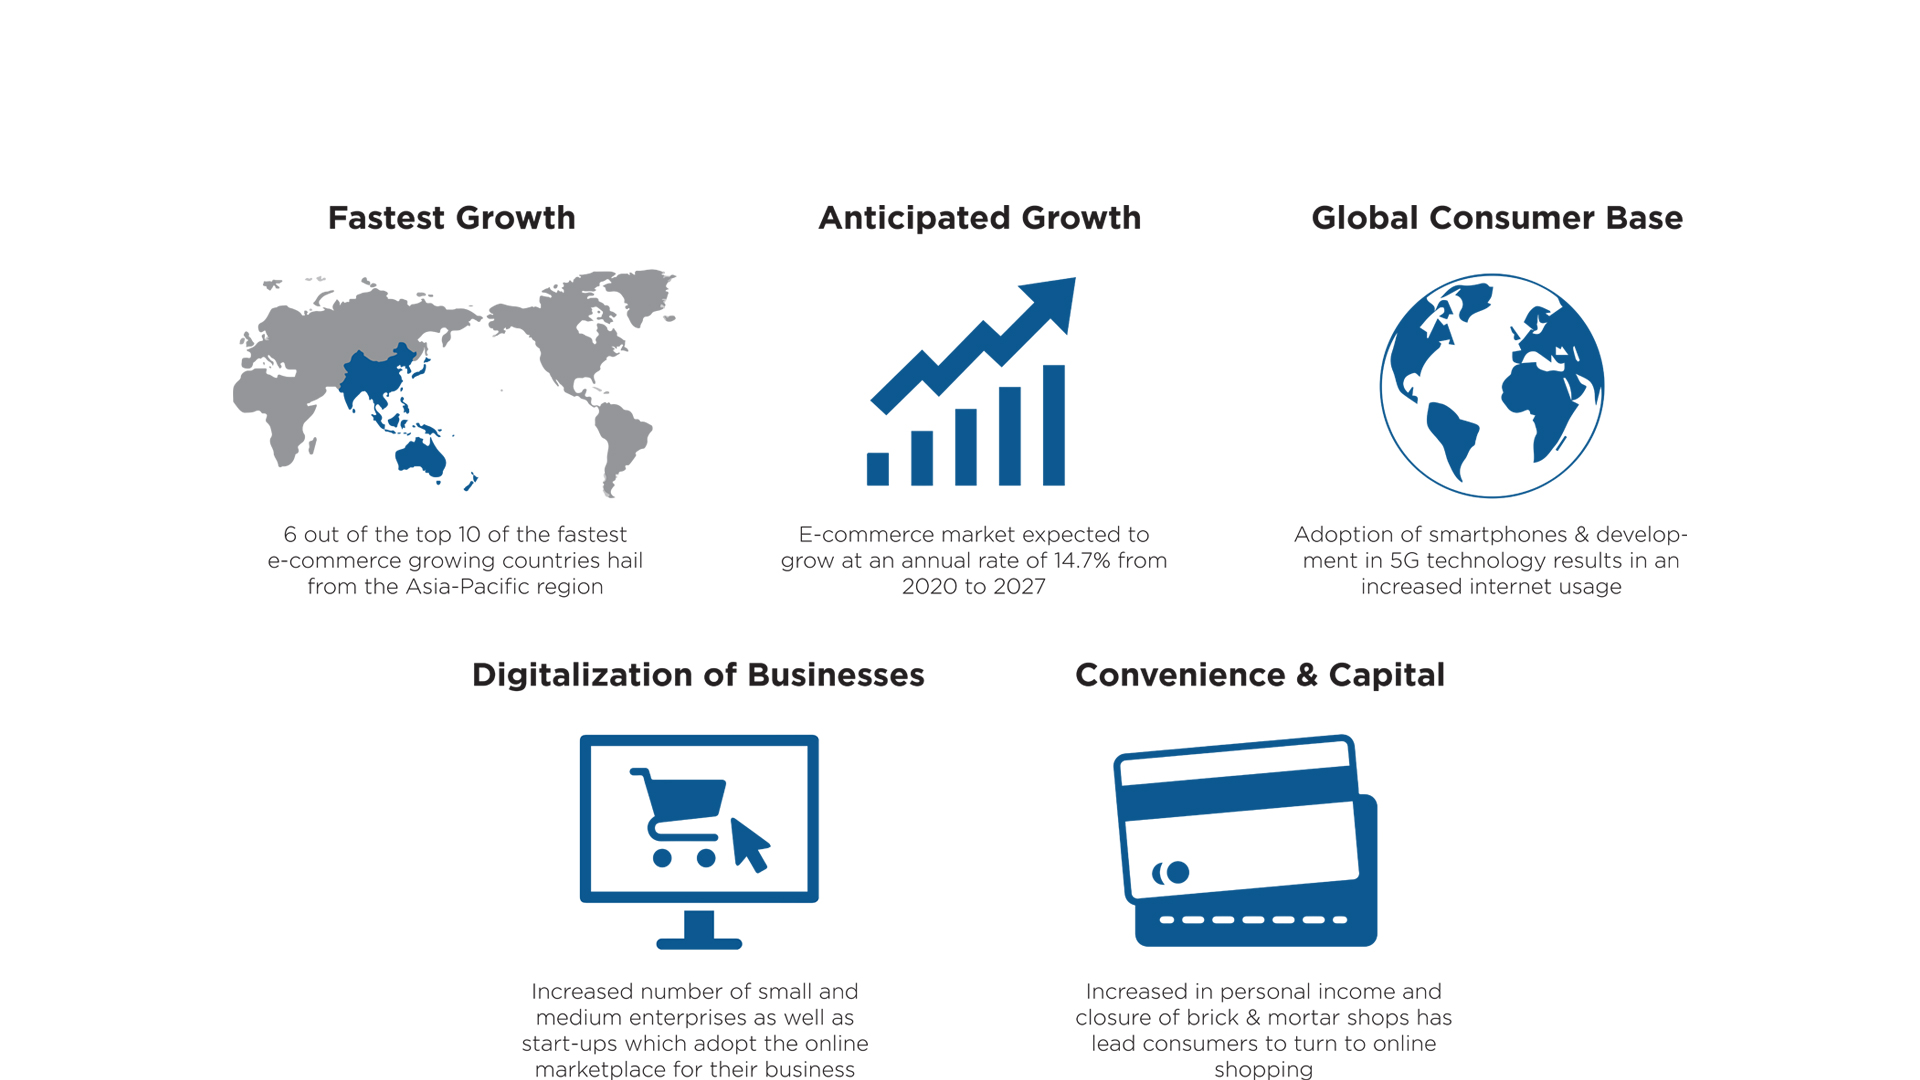 Fastest Growth
Anticipated Growth
Global Consumer Base
6 out of the top 10 of the fastest
e-commerce growing countries hail
from the Asia-Pacific region
E-commerce market expected to
grow at an annual rate of 14.7% from
2020 to 2027
Adoption of smartphones & develop-
ment in 5G technology results in an
increased internet usage
Digitalization of Businesses
Convenience & Capital
Increased number of small and
medium enterprises as well as
start-ups which adopt the online
marketplace for their business
Increased in personal income and
closure of brick & mortar shops has
lead consumers to turn to online
shopping